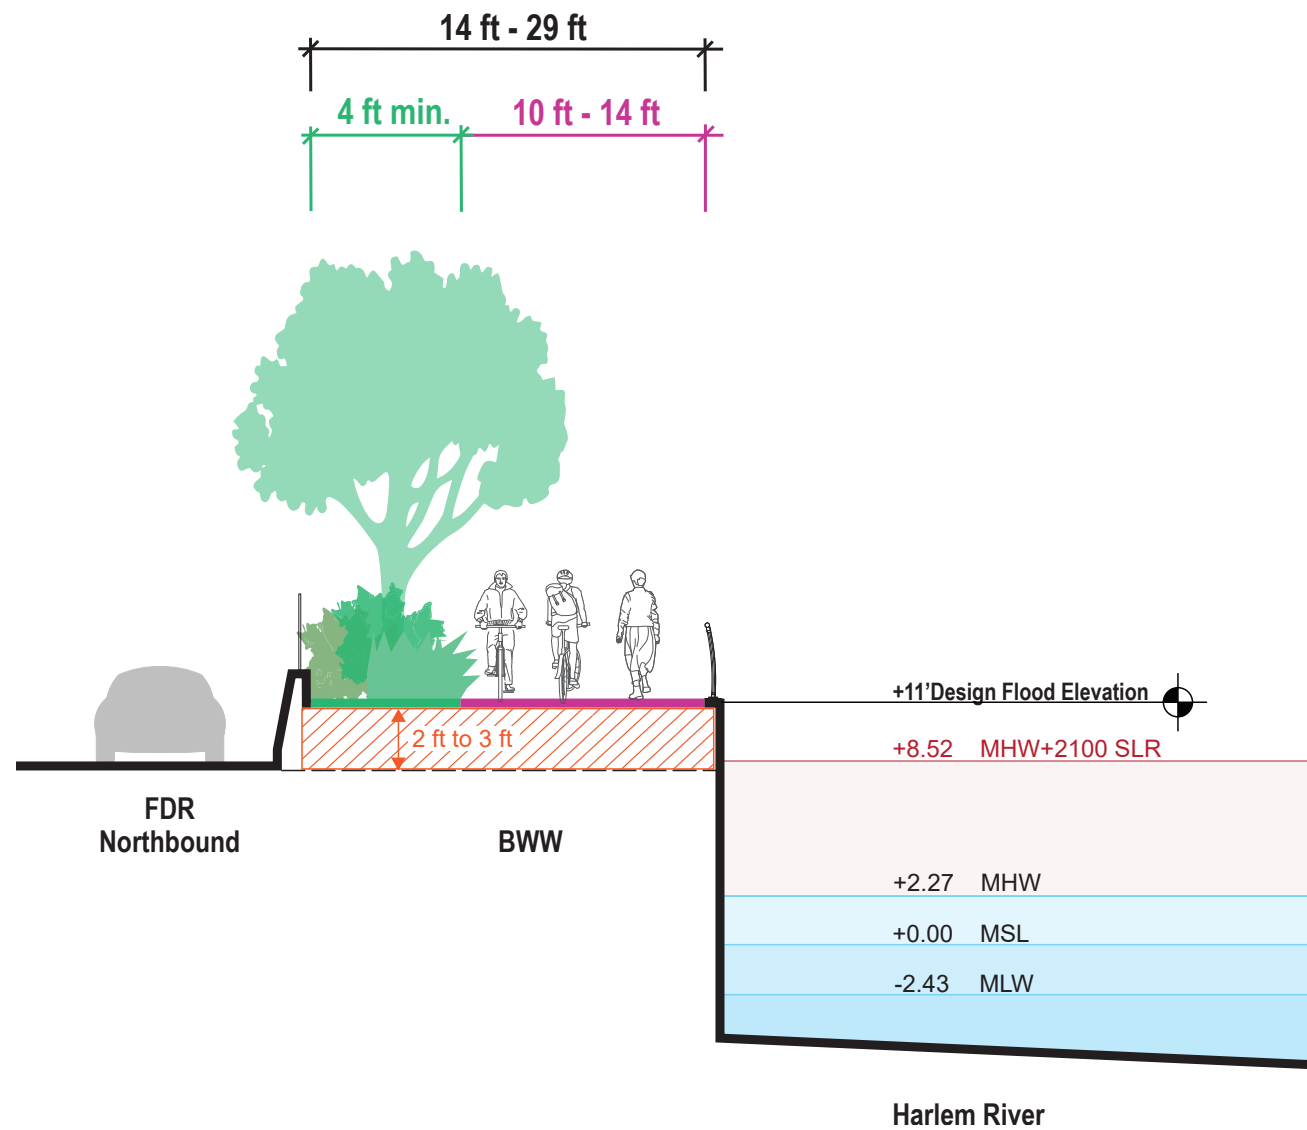 14 ft - 29 ft
4 ft min. 10 ft - 14 ft
+11'Design Flood Elevation
2 ft to 3 ft
+8.52 MHW+2100 SLR
FDR
Northbound
BWW
+2.27 MHW
+0.00 MSL
-2.43 MLW
Harlem River